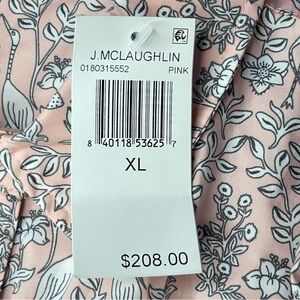 J.MCLAUGHLIN
0180315552 PINK
8 40118 53625 7
XL
$208.00